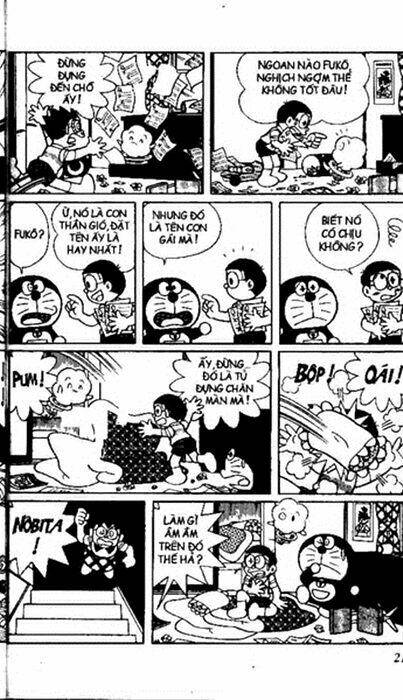 ĐỪNG
ĐỤNG
ĐẾN CHỖ
ẤY!
NGOAN NÀO FUKÔ,
NGHỊCH NGỢM THẾ
KHÔNG TỐT ĐÂU!
FUKÔ?
Ừ, NÓ LÀ CON
THẦN GIÓ, ĐẶT
TÊN ẤY LÀ
HAY NHẤT!
NHƯNG ĐÓ
LÀ TÊN CON
GÁI MÀ!
BIẾT NÓ
CÓ CHỊU
KHÔNG?
PUM!
ẤY, ĐỪNG,
ĐÓ LÀ TỦ
ĐỰNG CHĂN
MÀN MÀ!
BỘP!
OÁI!
NÔBITA
!
LÀM GÌ
ẦM ẦM
TRÊN ĐÓ
THẾ HẢ?